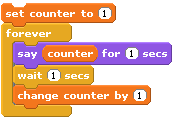 set counter to 1
forever
say counter for 1 secs
wait 1 secs
change counter by 1